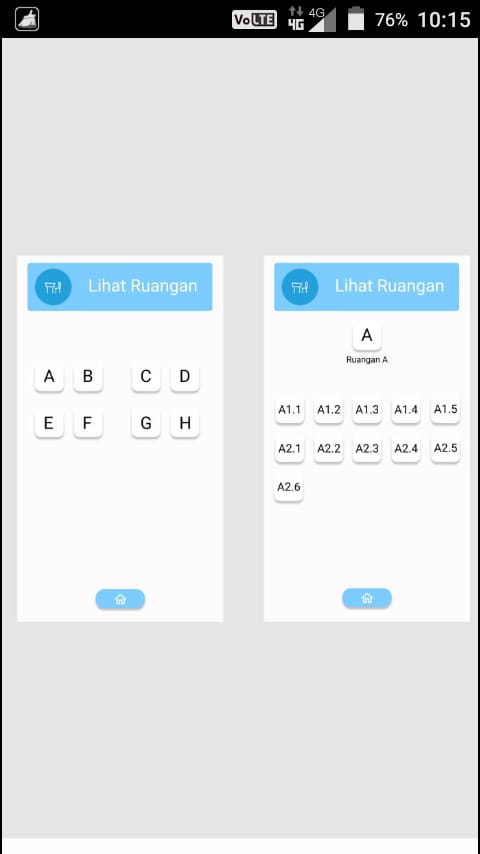 VoLTE 4G 4G 76% 10:15
Lihat Ruangan
A B C D
E F G H
Lihat Ruangan
A
Ruangan A
A1.1 A1.2 A1.3 A1.4 A1.5
A2.1 A2.2 A2.3 A2.4 A2.5
A2.6